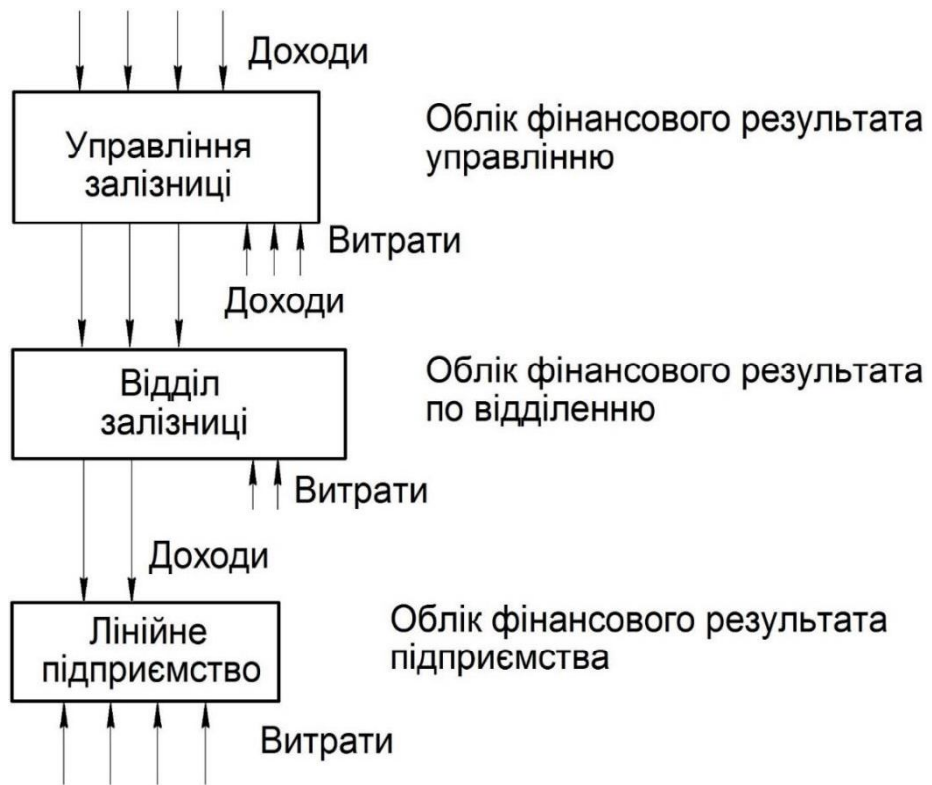 Доходи
Управління
залізниці
Облік фінансового результата
управлінню
Витрати
Доходи
Відділ
залізниці
Облік фінансового результата
по відділенню
Витрати
Доходи
Лінійне
підприємство
Облік фінансового результата
підприємства
Витрати